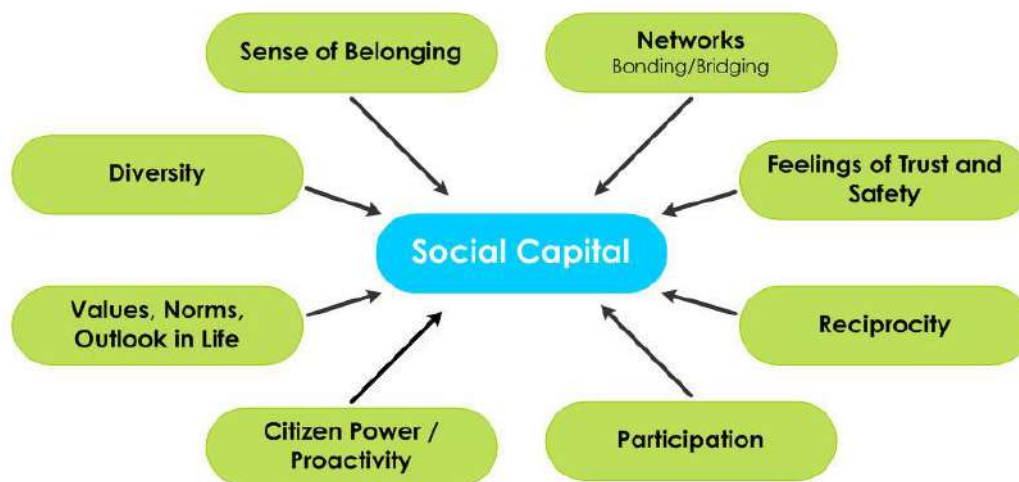 Sense of Belonging
Networks
Bonding/Bridging
Diversity
Feelings of Trust and
Safety
Social Capital
Values, Norms,
Outlook in Life
Reciprocity
Citizen Power /
Proactivity
Participation